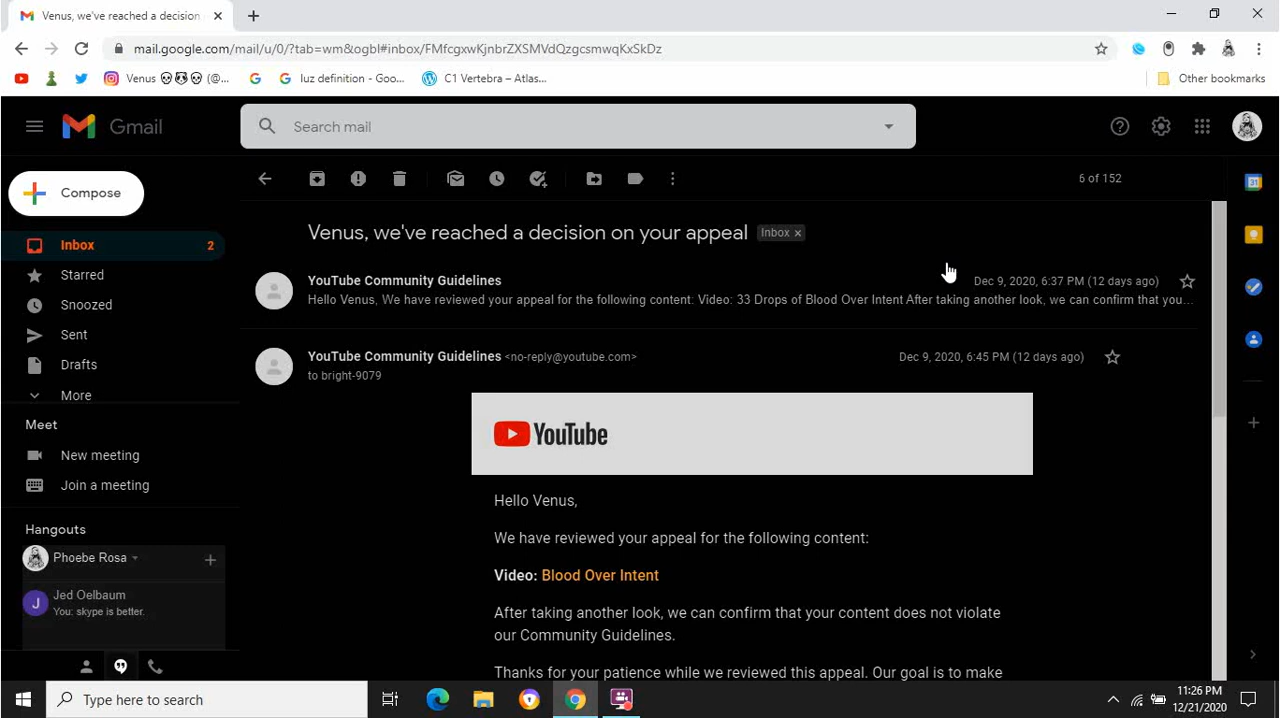 Venus, we've reached a decision
mail.google.com/mail/u/0/?tab=wm&ogbl#inbox/FMfcgxwKjnbrZXSMVdQzgcsmwqKxSkDz
Venus 💀🐼💀 (@...
luz definition - Goo...
C1 Vertebra – Atlas...
Other bookmarks
Gmail
Search mail
Compose
6 of 152
Inbox 2
Starred
Snoozed
Sent
Drafts
More
Meet
New meeting
Join a meeting
Hangouts
Phoebe Rosa
Jed Oelbaum
You: skype is better.
Venus, we've reached a decision on your appeal Inbox x
YouTube Community Guidelines Dec 9, 2020, 6:37 PM (12 days ago)
Hello Venus, We have reviewed your appeal for the following content: Video: 33 Drops of Blood Over Intent After taking another look, we can confirm that you...
YouTube Community Guidelines <no-reply@youtube.com> Dec 9, 2020, 6:45 PM (12 days ago)
to bright-9079
YouTube
Hello Venus,
We have reviewed your appeal for the following content:
Video: Blood Over Intent
After taking another look, we can confirm that your content does not violate
our Community Guidelines.
Thanks for your patience while we reviewed this appeal. Our goal is to make
31
J
Type here to search
11:26 PM
12/21/2020